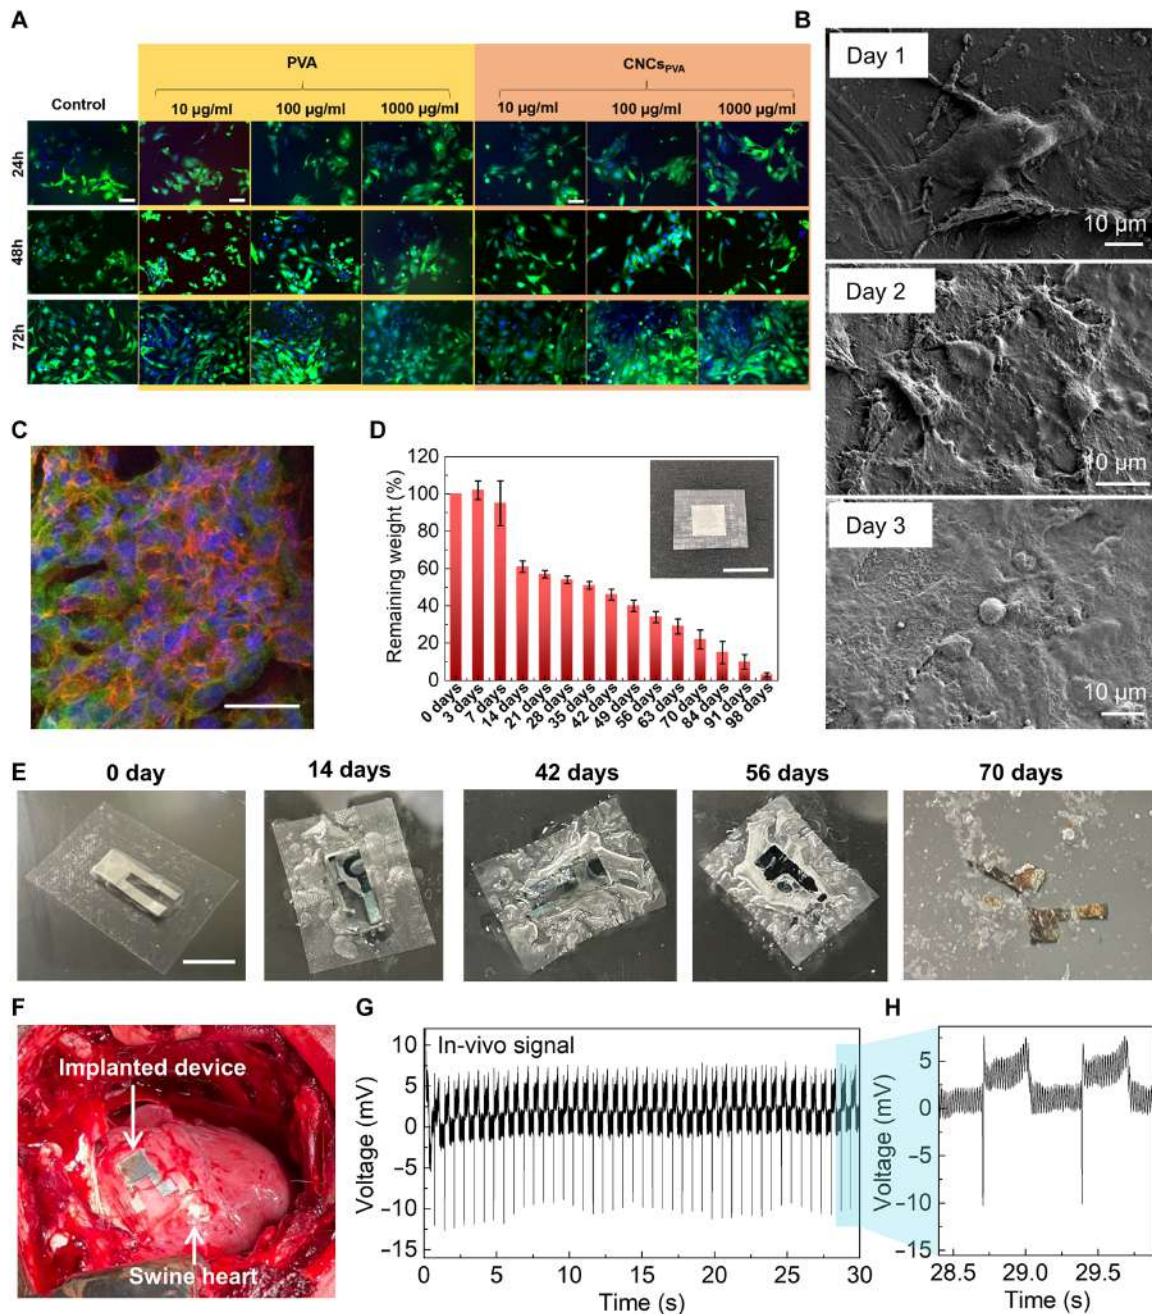 A
B
PVA
CNCsPVA
Control
10 µg/ml
100 µg/ml
1000 µg/ml
10 µg/ml
100 µg/ml
1000 µg/ml
24h
48h
72h
Day 1
10 µm
Day 2
10 µm
Day 3
10 µm
C
D
Remaining weight (%)
120
100
80
60
40
20
0
0 days
3 days
7 days
14 days
21 days
28 days
35 days
42 days
49 days
56 days
63 days
70 days
84 days
91 days
98 days
E
0 day
14 days
42 days
56 days
70 days
F
Implanted device
Swine heart
G
In-vivo signal
Voltage (mV)
10
5
0
−5
−10
−15
0
5
10
15
20
25
30
Time (s)
H
Voltage (mV)
5
0
−5
−10
−15
28.5
29.0
29.5
Time (s)